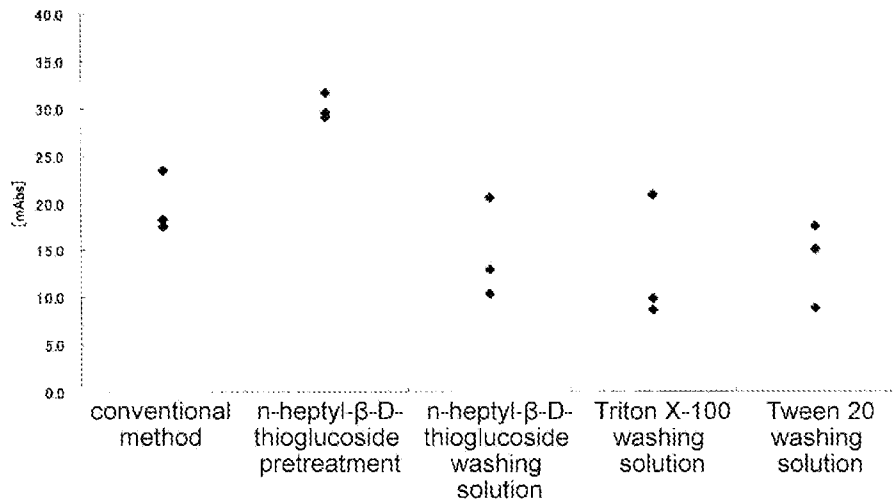 40.0
35.0
30.0
25.0
20.0
15.0
10.0
5.0
0.0
[mAbs]
conventional
method
n-heptyl-β-D-
thioglucoside
pretreatment
n-heptyl-β-D-
thioglucoside
washing
solution
Triton X-100
washing
solution
Tween 20
washing
solution